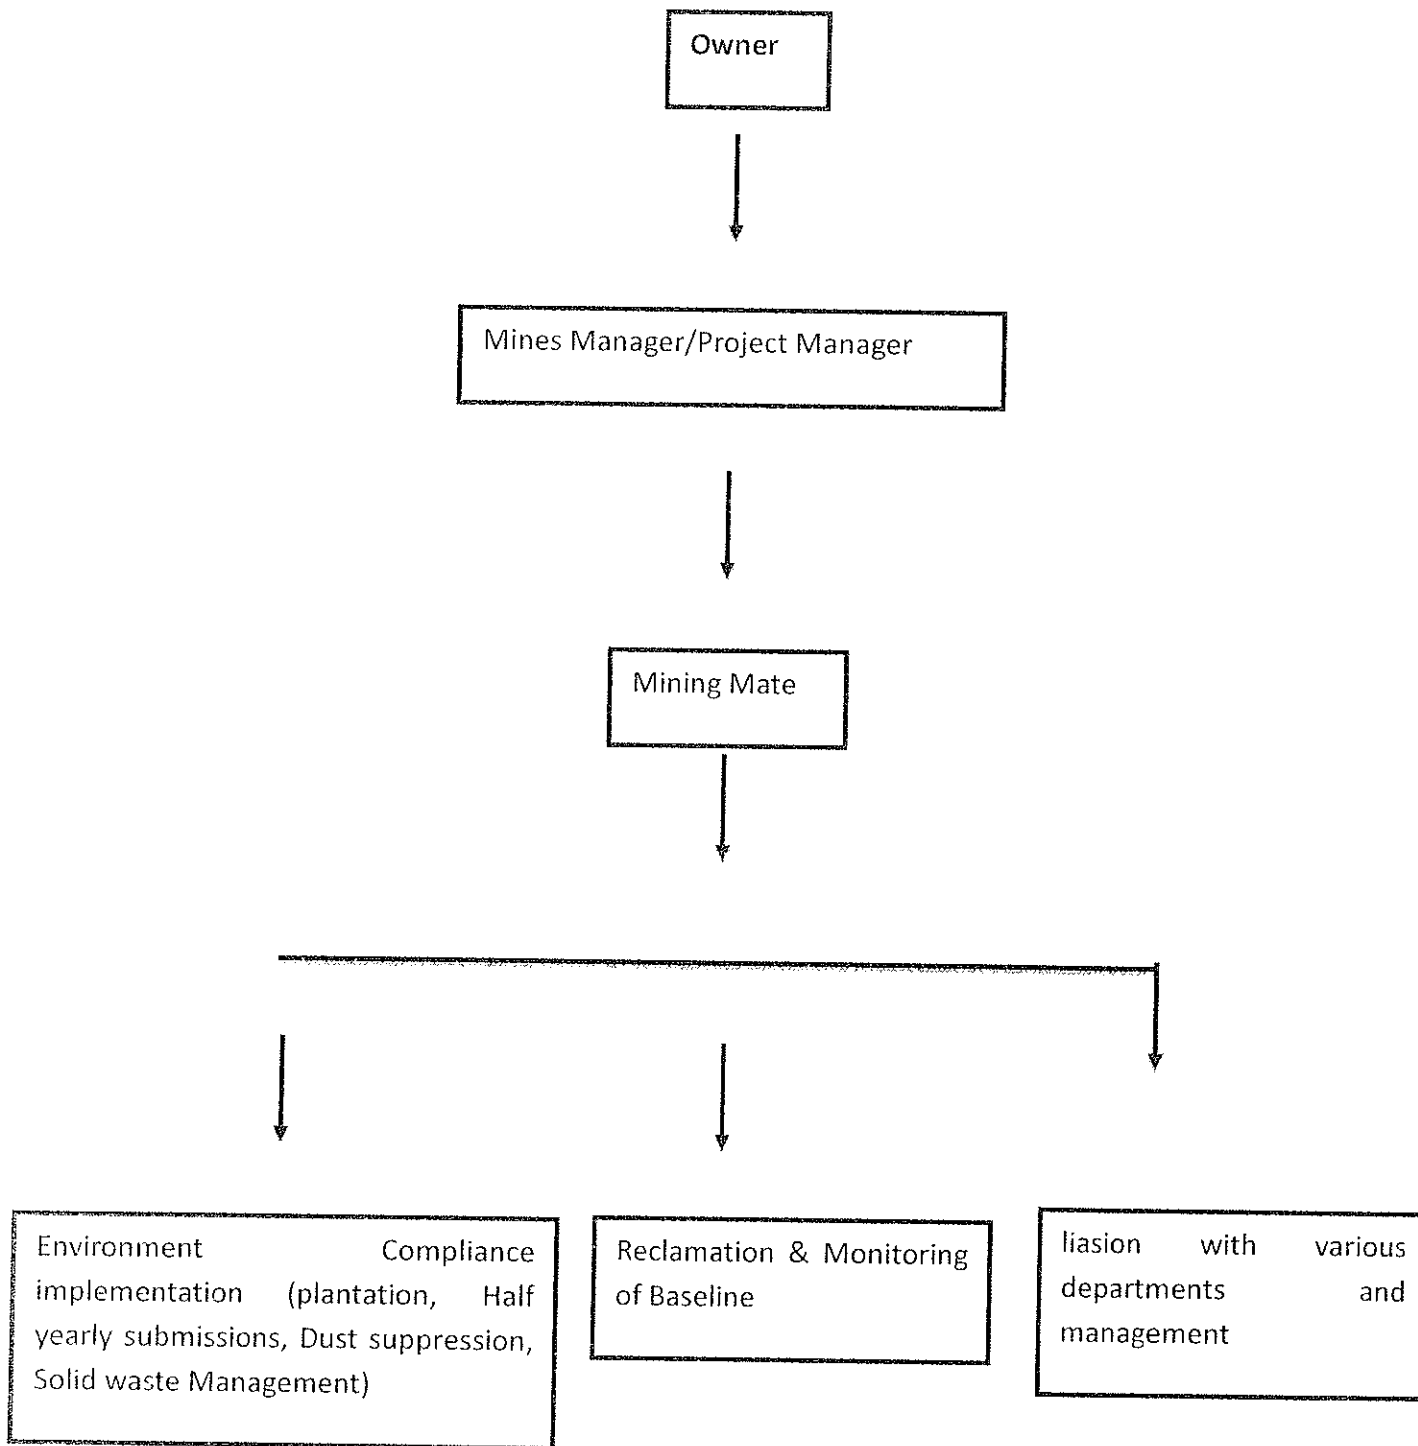 Owner
Mines Manager/Project Manager
Mining Mate
Environment Compliance
implementation (plantation, Half
yearly submissions, Dust suppression,
Solid waste Management)
Reclamation & Monitoring
of Baseline
liasion with various
departments and
management